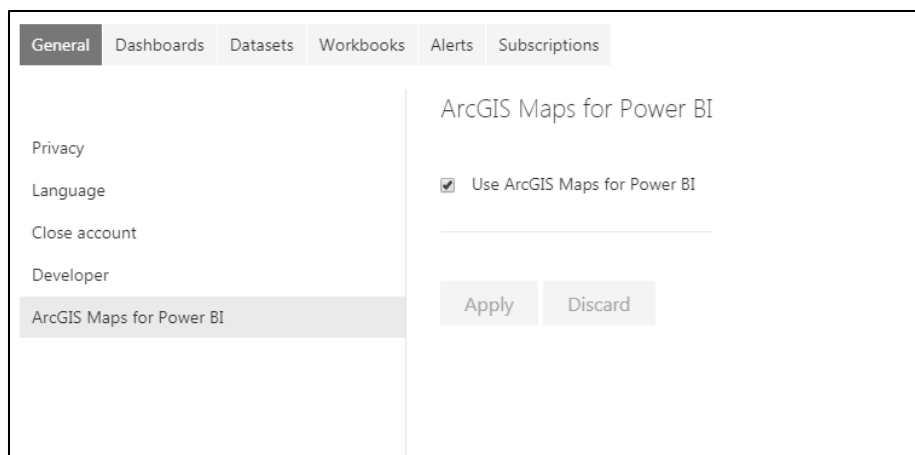 General Dashboards Datasets Workbooks Alerts Subscriptions
ArcGIS Maps for Power BI
Privacy
Use ArcGIS Maps for Power BI
Language
Close account
Developer
ArcGIS Maps for Power BI
Apply Discard